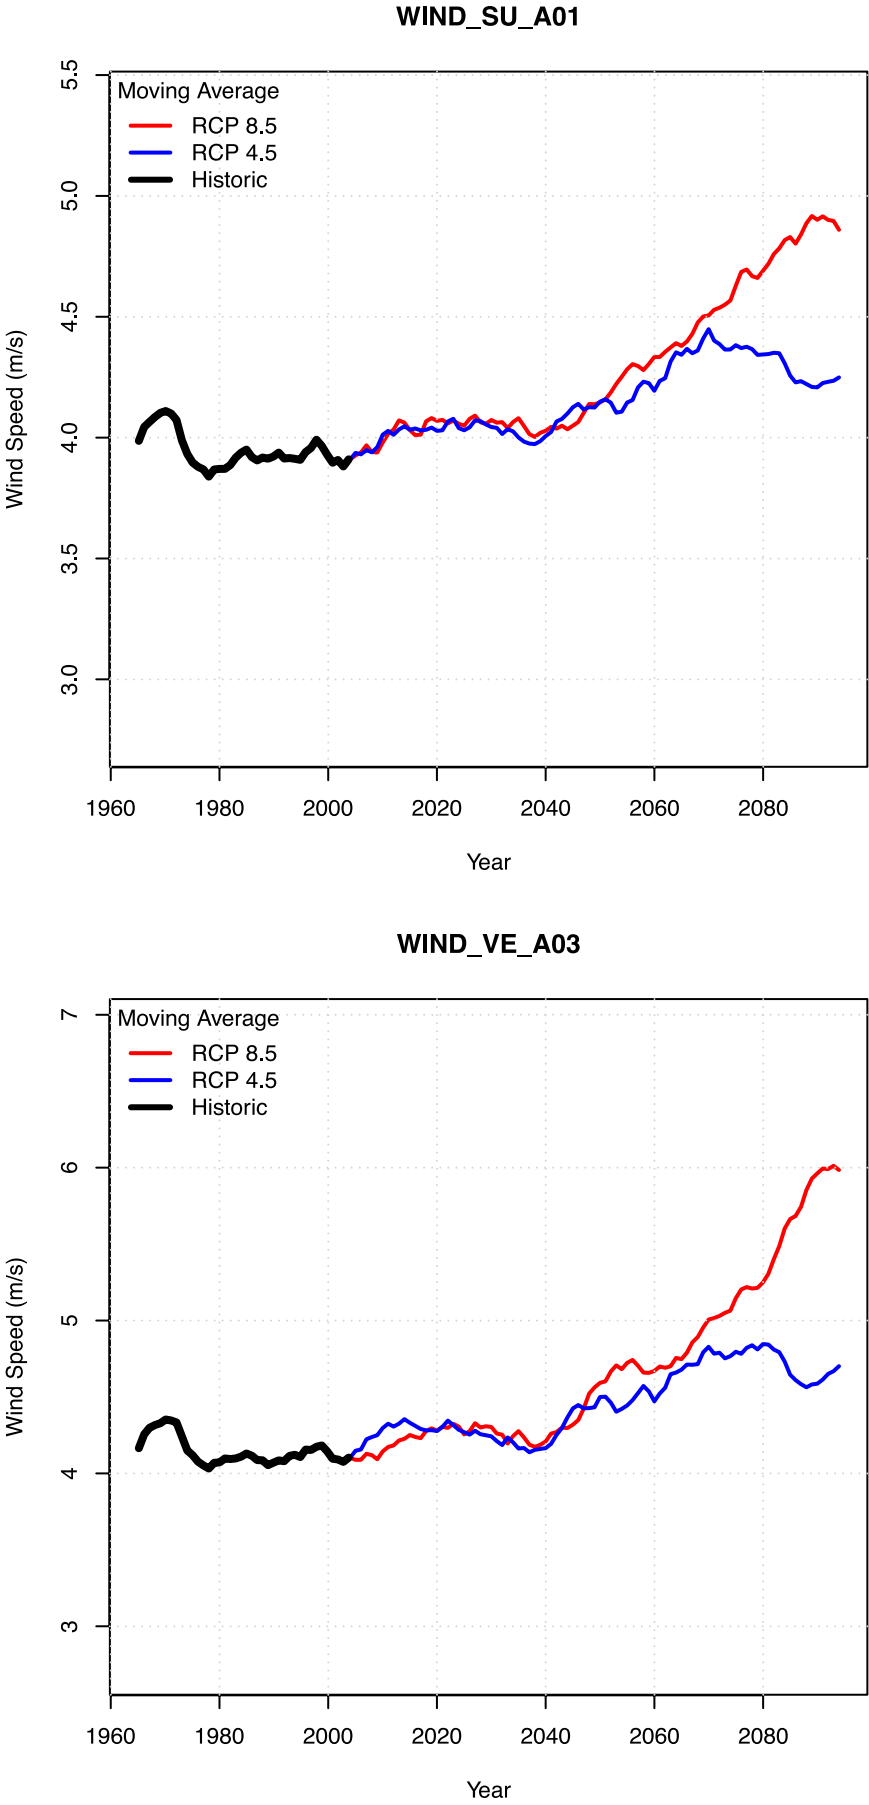 WIND_SU_A01
Moving Average
RCP 8.5
RCP 4.5
Historic
5.5
5.0
4.5
4.0
3.5
3.0
Wind Speed (m/s)
1960 1980 2000 2020 2040 2060 2080
Year
WIND_VE_A03
Moving Average
RCP 8.5
RCP 4.5
Historic
7
6
5
4
3
Wind Speed (m/s)
1960 1980 2000 2020 2040 2060 2080
Year